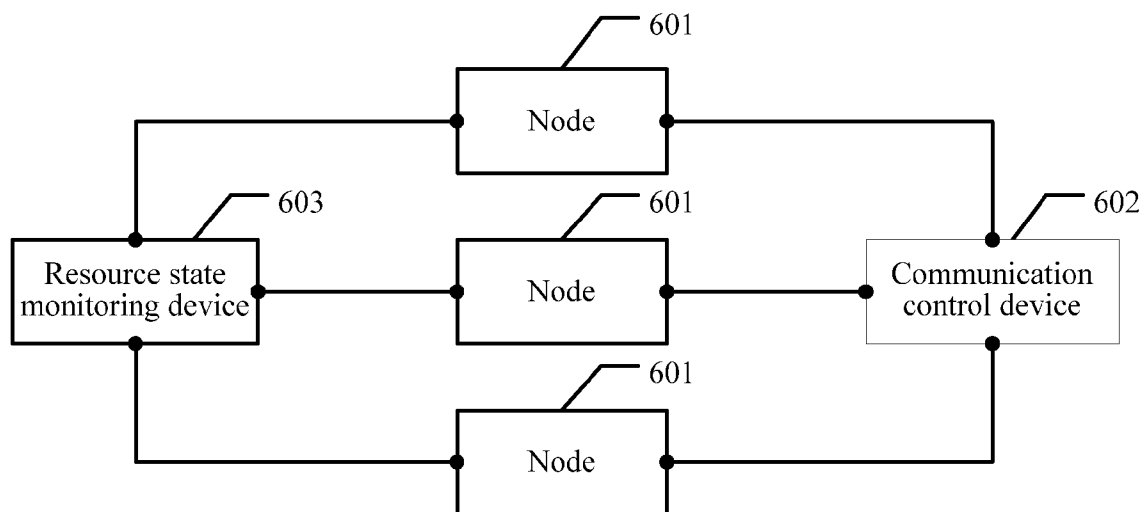 601
Node
603
601
602
Resource state
monitoring device
Node
Communication
control device
601
Node